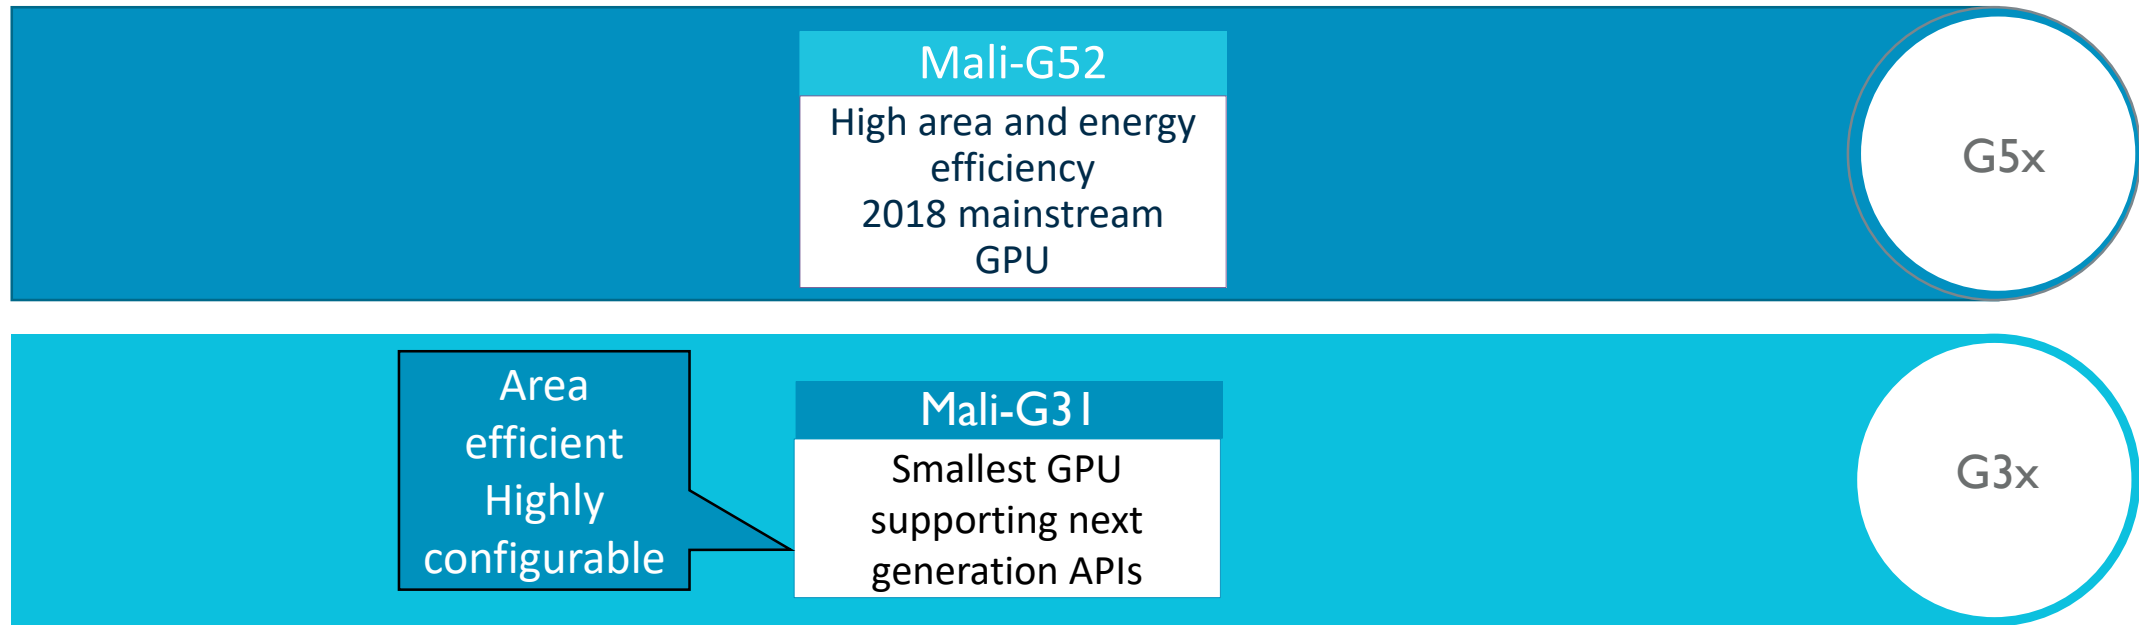 Mali-G52
High area and energy
efficiency
2018 mainstream
GPU
G5x
Area
efficient
Highly
configurable
Mali-G31
Smallest GPU
supporting next
generation APIs
G3x